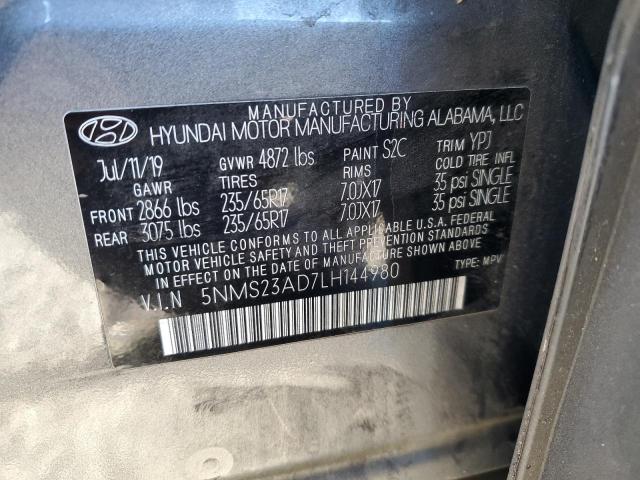 MANUFACTURED BY
HYUNDAI MOTOR MANUFACTURING ALABAMA, LLC
Jul/11/19 GVWR 4872 lbs PAINT S2C TRIM YPJ
GAWR TIRES RIMS COLD TIRE INFL
FRONT 2866 lbs 235/65R17 7.0JX17 35 psi SINGLE
REAR 3075 lbs 235/65R17 7.0JX17 35 psi SINGLE
THIS VEHICLE CONFORMS TO ALL APPLICABLE U.S.A. FEDERAL
MOTOR VEHICLE SAFETY AND THEFT PREVENTION STANDARDS
IN EFFECT ON THE DATE OF MANUFACTURE SHOWN ABOVE.
V.I.N 5NMS23AD7LH144980 TYPE: MPV